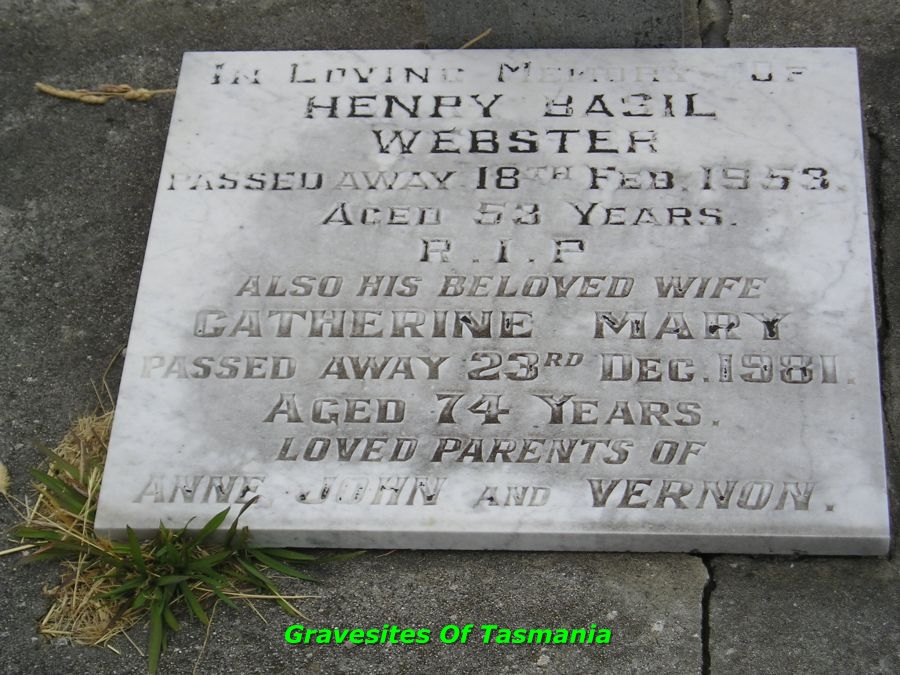 In Loving Memory Of
HENRY BASIL
WEBSTER
PASSED AWAY 18TH FEB. 1953.
AGED 53 YEARS.
R.I.P
ALSO HIS BELOVED WIFE
CATHERINE MARY
PASSED AWAY 23RD DEC. 1981.
AGED 74 YEARS.
LOVED PARENTS OF
ANNE JOHN AND VERNON.
Gravesites Of Tasmania